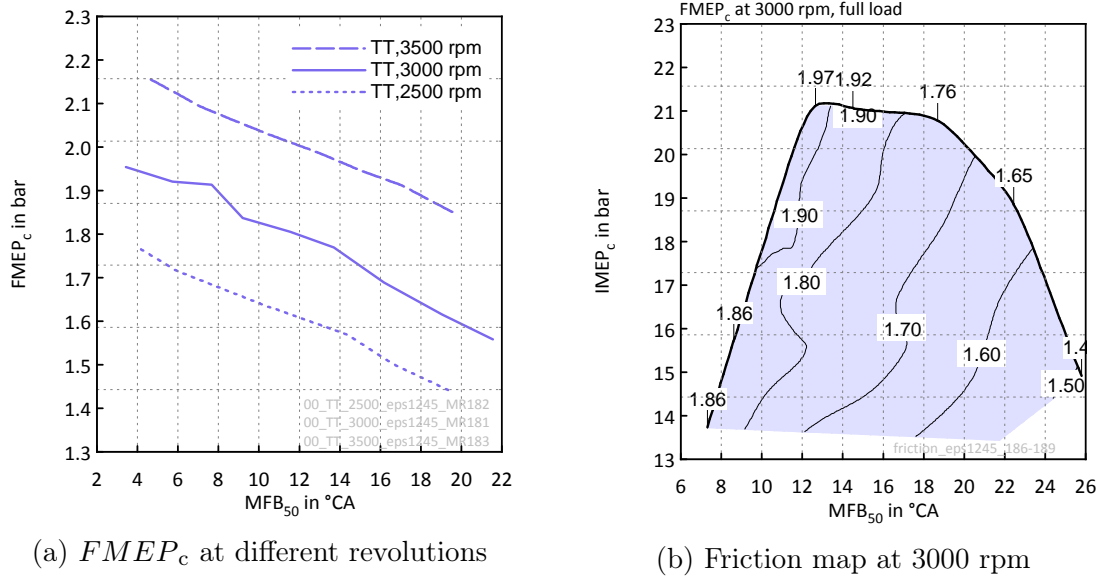 2.3
2.2
2.1
2.0
1.9
1.8
1.7
1.6
1.5
1.4
1.3
FMEP_c in bar
TT,3500 rpm
TT,3000 rpm
TT,2500 rpm
00_TT_2500_eps1245_MR182
00_TT_3000_eps1245_MR181
00_TT_3500_eps1245_MR183
2 4 6 8 10 12 14 16 18 20 22
MFB50 in °CA
(a) FMEPc at different revolutions
FMEP_c at 3000 rpm, full load
23
22
21
20
19
18
17
16
15
14
13
IMEP_c in bar
1.97 1.92 1.76
1.90
1.65
1.90
1.80
1.86
1.70
1.60
1.4
1.50
1.86
friction_eps1245_186-189
6 8 10 12 14 16 18 20 22 24 26
MFB50 in °CA
(b) Friction map at 3000 rpm